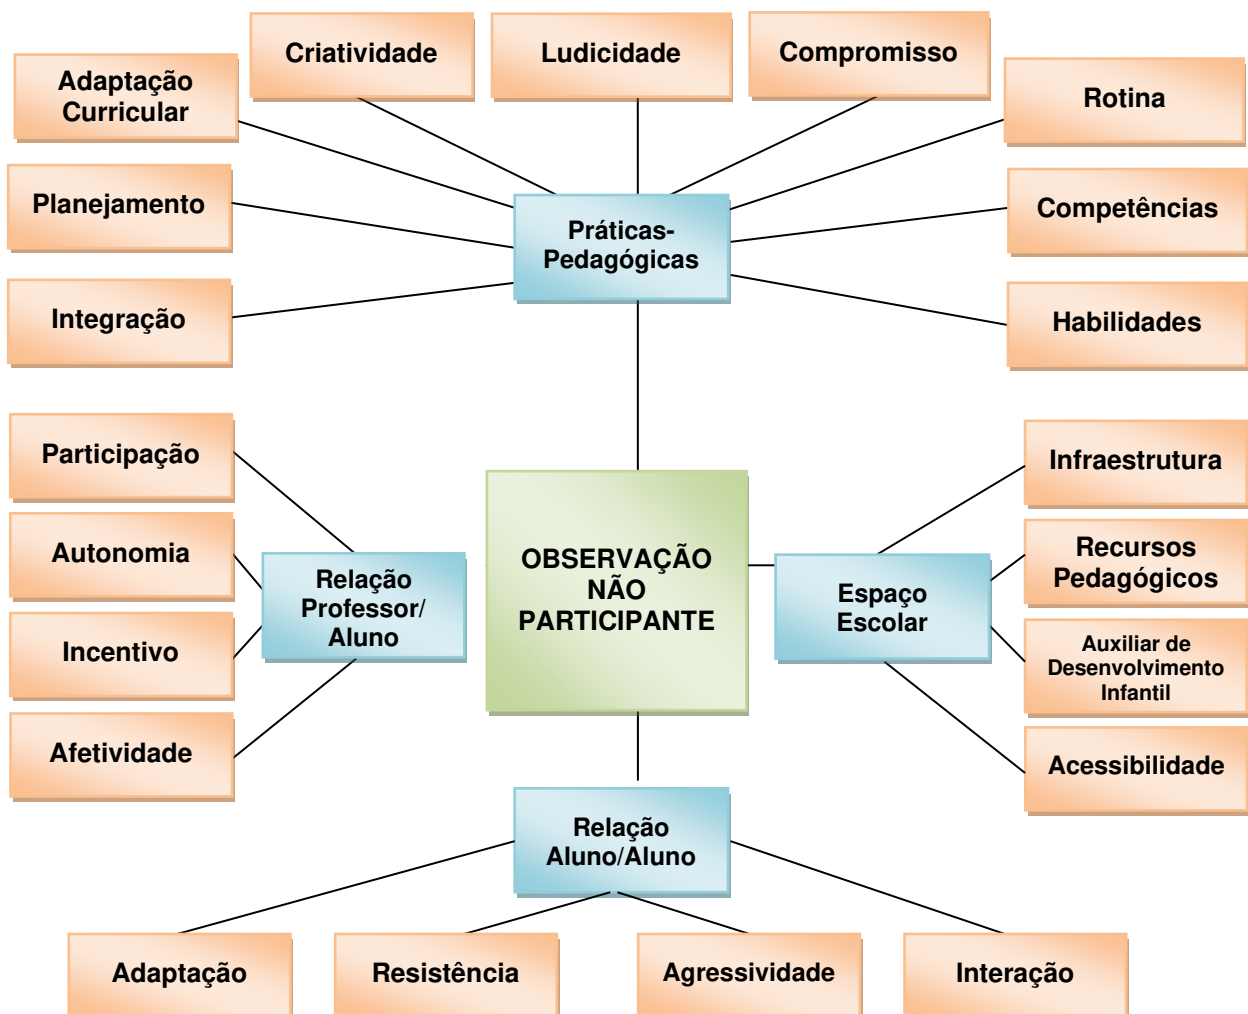 Criatividade
Ludicidade
Compromisso
Adaptação
Curricular
Rotina
Planejamento
Práticas-
Pedagógicas
Competências
Integração
Habilidades
Participação
Infraestrutura
Autonomia
Relação
Professor/
Aluno
OBSERVAÇÃO
NÃO
PARTICIPANTE
Espaço
Escolar
Recursos
Pedagógicos
Incentivo
Auxiliar de
Desenvolvimento
Infantil
Afetividade
Acessibilidade
Relação
Aluno/Aluno
Adaptação
Resistência
Agressividade
Interação